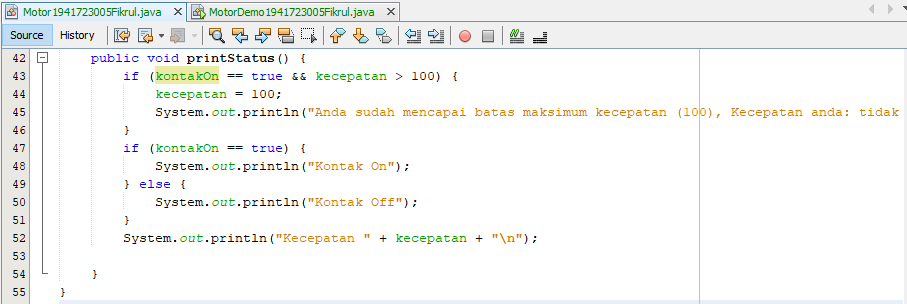 Motor1941723005Fikrul.java MotorDemo1941723005Fikrul.java
Source History
42 public void printStatus() {
43 if (kontakOn == true && kecepatan > 100) {
44 kecepatan = 100;
45 System.out.println("Anda sudah mencapai batas maksimum kecepatan (100), Kecepatan anda: tidak
46 }
47 if (kontakOn == true) {
48 System.out.println("Kontak On");
49 } else {
50 System.out.println("Kontak Off");
51 }
52 System.out.println("Kecepatan " + kecepatan + "\n");
53
54 }
55 }